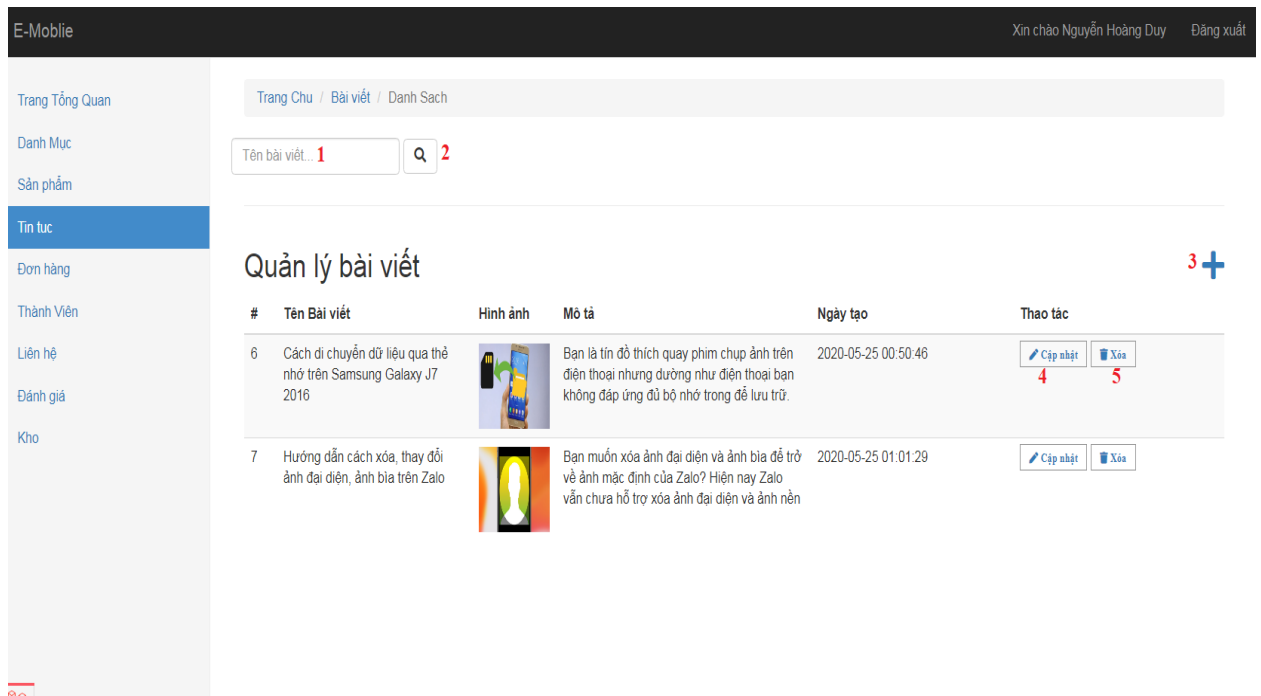 E-Moblie
Xin chào Nguyễn Hoàng Duy Đăng xuất
Trang Tổng Quan
Danh Mục
Sản phẩm
Tin tuc
Đơn hàng
Thành Viên
Liên hệ
Đánh giá
Kho
Trang Chu / Bài viết / Danh Sach
Tên bài viết... 1 2
Quản lý bài viết
3
# Tên Bài viết Hình ảnh Mô tả Ngày tạo Thao tác
6
Cách di chuyển dữ liệu qua thẻ
nhớ trên Samsung Galaxy J7
2016
Bạn là tín đồ thích quay phim chụp ảnh trên
điện thoại nhưng dường như điện thoại bạn
không đáp ứng đủ bộ nhớ trong để lưu trữ.
2020-05-25 00:50:46
Cập nhật Xóa
4 5
7
Hướng dẫn cách xóa, thay đổi
ảnh đại diện, ảnh bìa trên Zalo
Bạn muốn xóa ảnh đại diện và ảnh bìa để trở
về ảnh mặc định của Zalo? Hiện nay Zalo
vẫn chưa hỗ trợ xóa ảnh đại diện và ảnh nền
2020-05-25 01:01:29
Cập nhật Xóa